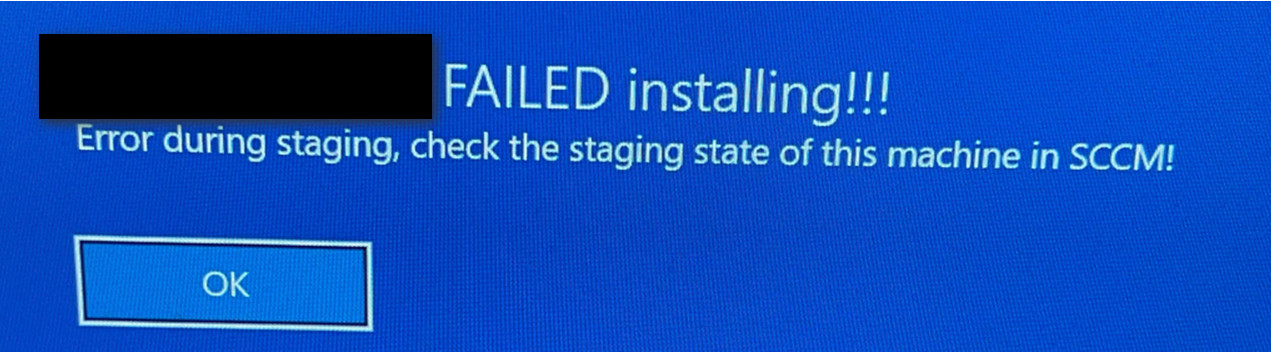 FAILED installing!!!
Error during staging, check the staging state of this machine in SCCM!
OK